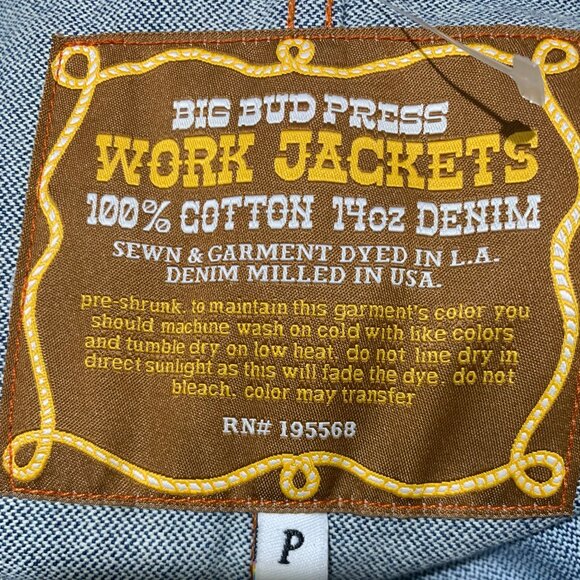 BIG BUD PRESS
WORK JACKETS
100% COTTON 14oz DENIM
SEWN & GARMENT DYED IN L.A.
DENIM MILLED IN USA.
pre-shrunk. to maintain this garment's color you
should machine wash on cold with like colors
and tumble dry on low heat. do not line dry in
direct sunlight as this will fade the dye. do not
bleach. color may transfer
RN# 195568
P